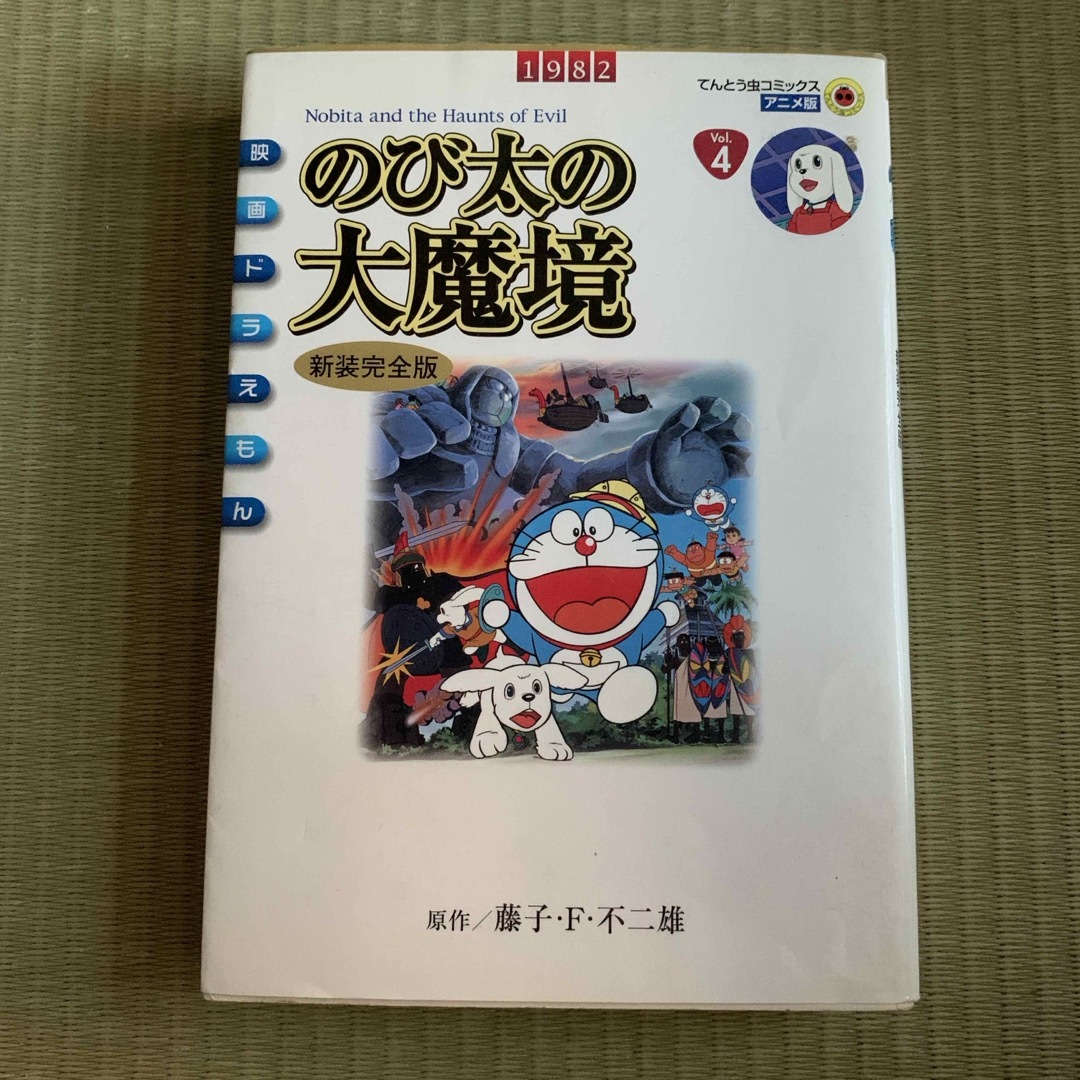 1982
てんとう虫コミックス
アニメ版
Nobita and the Haunts of Evil
Vol.
4
のび太の
大魔境
新装完全版
映画ドラえもん
原作／藤子・F・不二雄